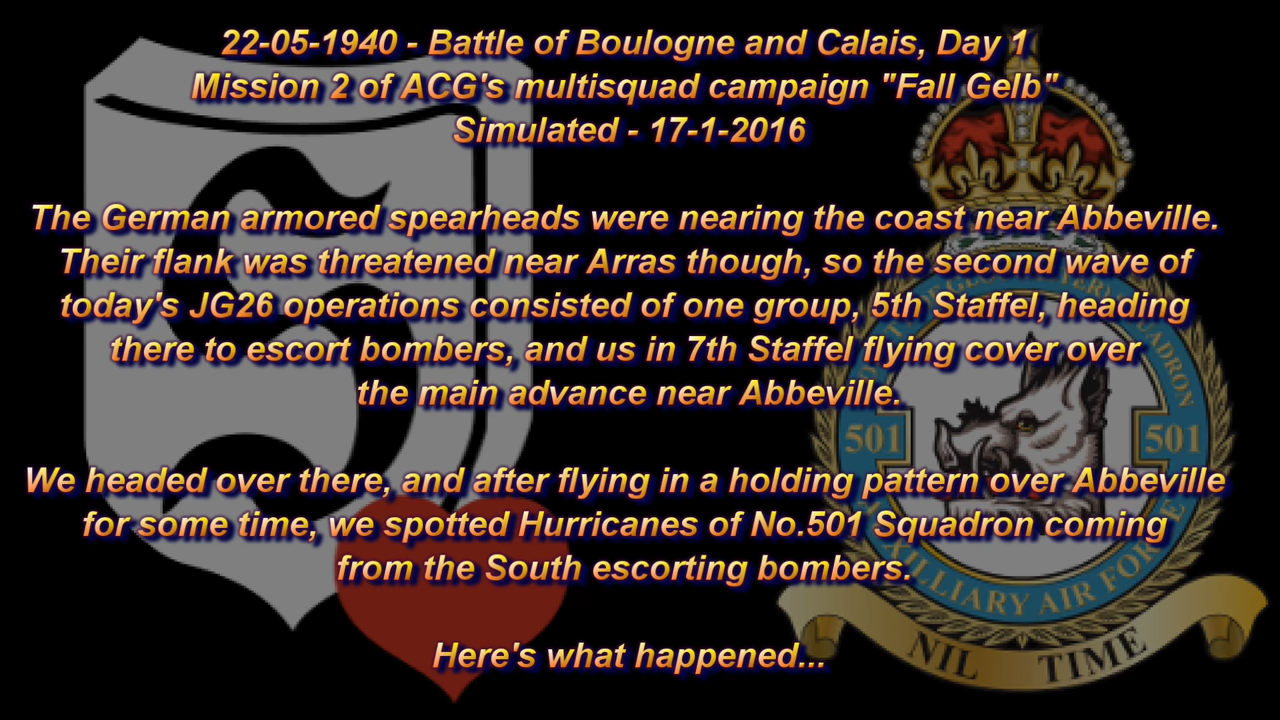 22-05-1940 - Battle of Boulogne and Calais, Day 1
Mission 2 of ACG's multisquad campaign "Fall Gelb"
Simulated - 17-1-2016
The German armored spearheads were nearing the coast near Abbeville.
Their flank was threatened near Arras though, so the second wave of
today's JG26 operations consisted of one group, 5th Staffel, heading
there to escort bombers, and us in 7th Staffel flying cover over
the main advance near Abbeville.
We headed over there, and after flying in a holding pattern over Abbeville
for some time, we spotted Hurricanes of No.501 Squadron coming
from the South escorting bombers.
Here's what happened...
S
501
501
AIR FORCE
NIL TIME